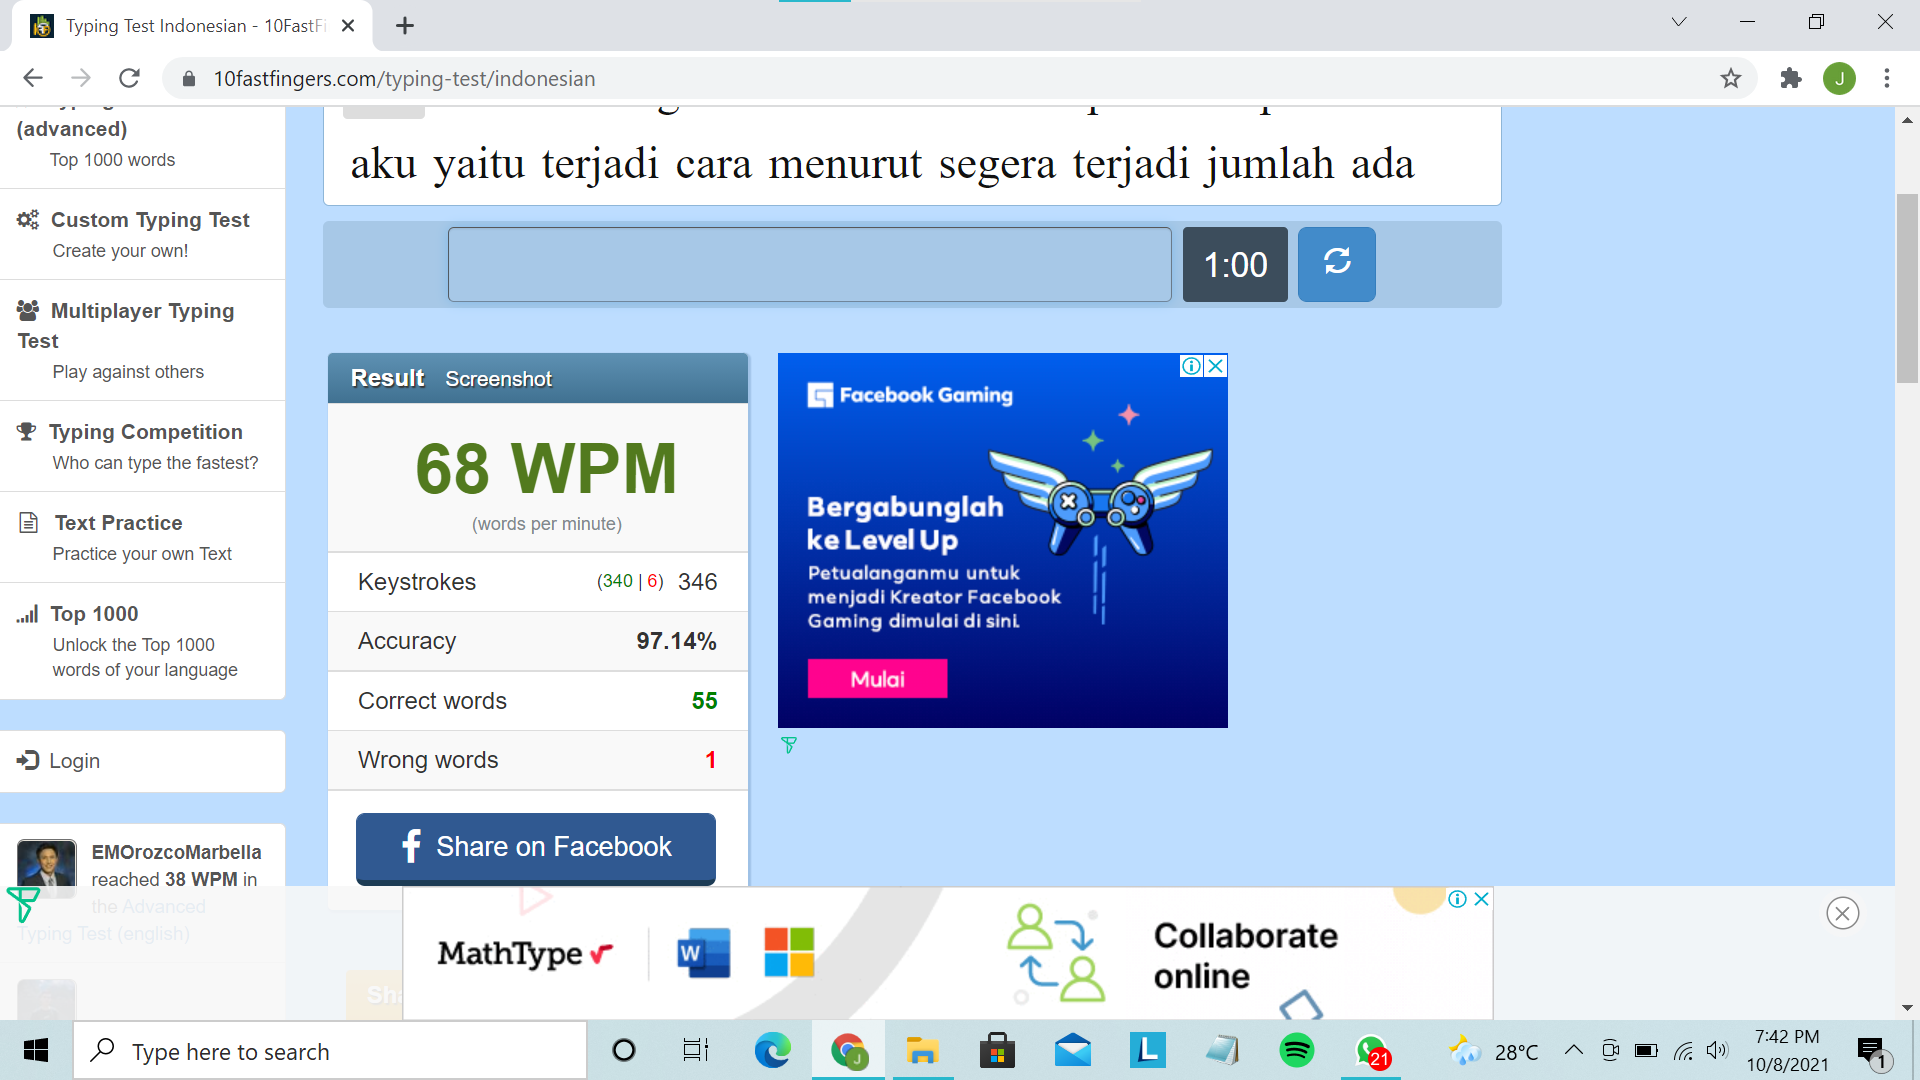 Typing Test Indonesian - 10FastFi
10fastfingers.com/typing-test/indonesian
J
(advanced)
Top 1000 words
Custom Typing Test
Create your own!
Multiplayer Typing
Test
Play against others
Typing Competition
Who can type the fastest?
Text Practice
Practice your own Text
Top 1000
Unlock the Top 1000
words of your language
Login
EMOrozcoMarbella
reached 38 WPM in
the Advanced
Typing Test (english)
aku yaitu terjadi cara menurut segera terjadi jumlah ada
1:00
Result Screenshot
68 WPM
(words per minute)
Keystrokes (340 | 6) 346
Accuracy 97.14%
Correct words 55
Wrong words 1
Share on Facebook
Sha
Facebook Gaming
Bergabunglah
ke Level Up
Petualanganmu untuk
menjadi Kreator Facebook
Gaming dimulai di sini.
Mulai
MathType
W
Collaborate
online
Type here to search
J
L
21
28°C
7:42 PM
10/8/2021
1